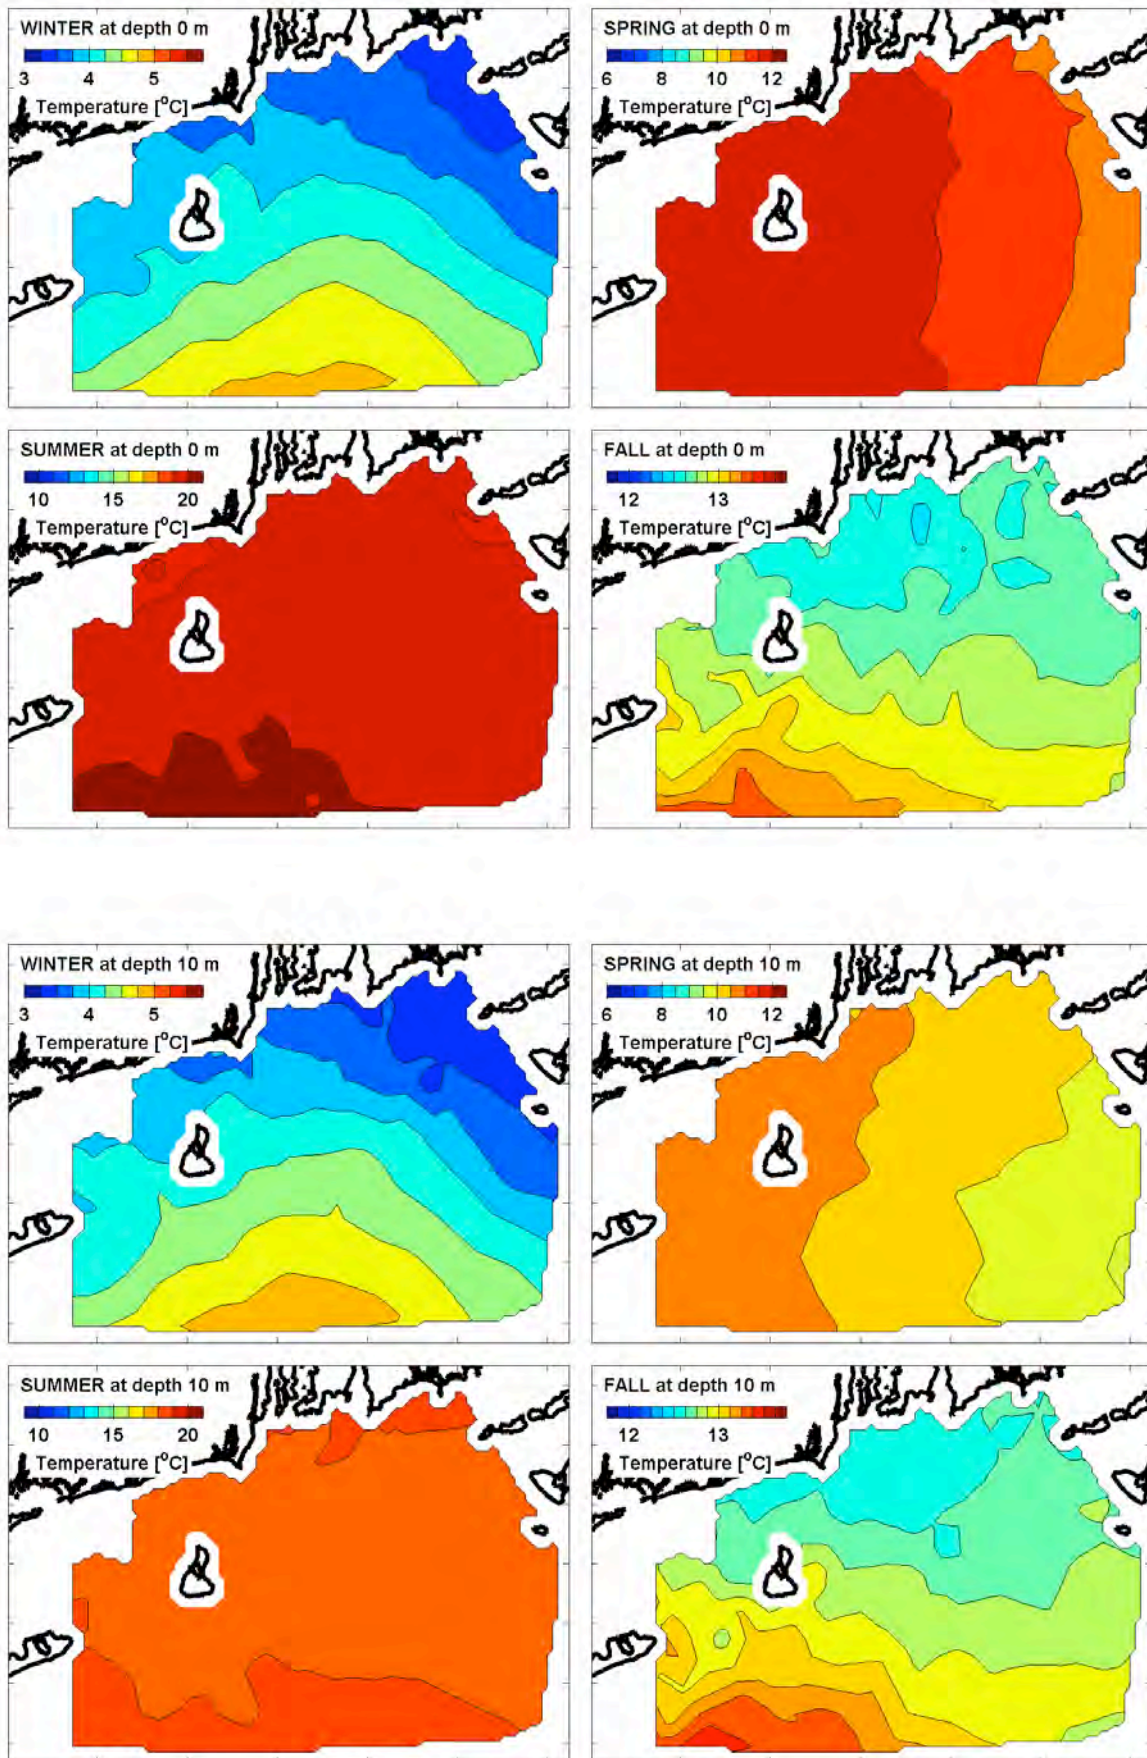 WINTER at depth 0 m
3 4 5
Temperature [°C]
SPRING at depth 0 m
6 8 10 12
Temperature [°C]
SUMMER at depth 0 m
10 15 20
Temperature [°C]
FALL at depth 0 m
12 13
Temperature [°C]
WINTER at depth 10 m
3 4 5
Temperature [°C]
SPRING at depth 10 m
6 8 10 12
Temperature [°C]
SUMMER at depth 10 m
10 15 20
Temperature [°C]
FALL at depth 10 m
12 13
Temperature [°C]